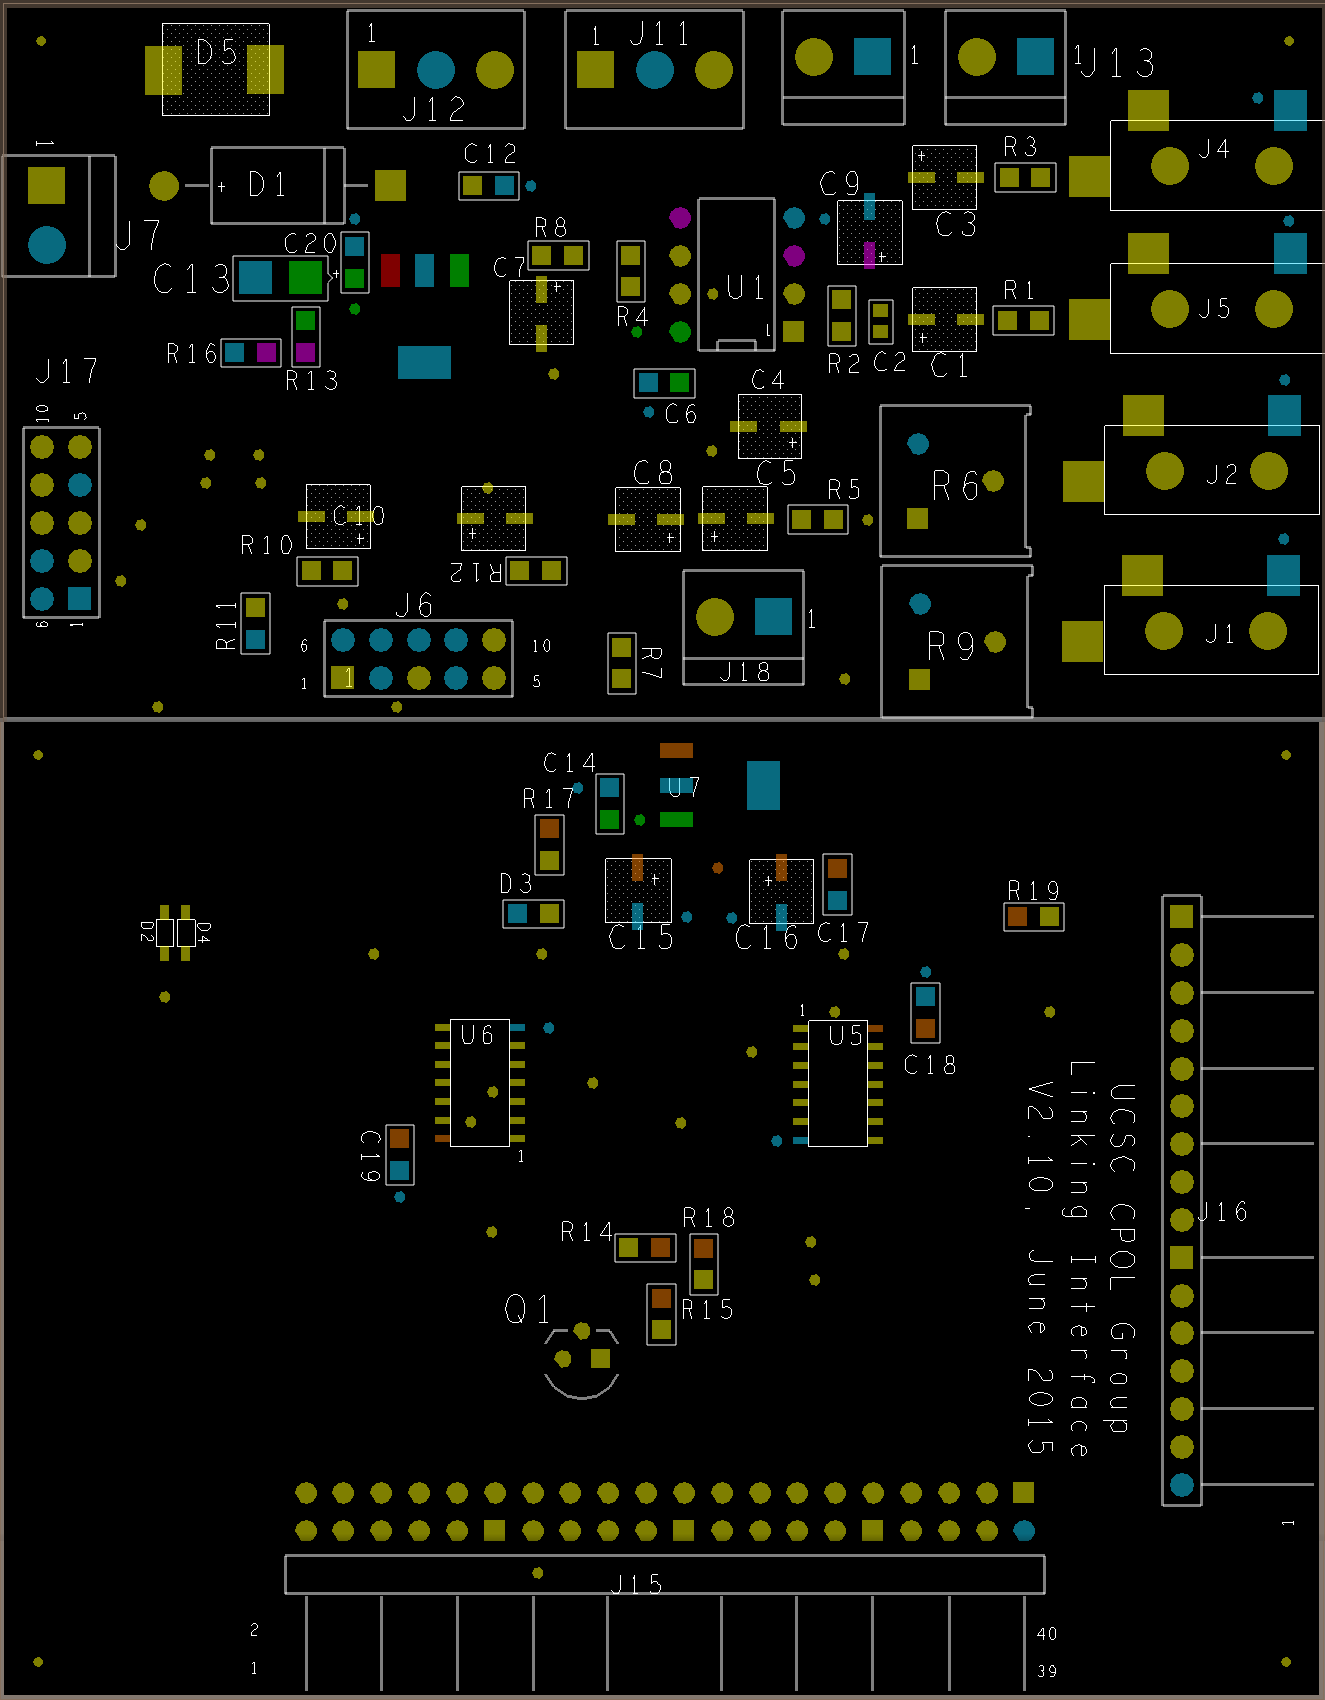 D5
1
J12
1
J11
1
1
J13
1
J7
D1
C12
C9
C3
R3
J4
C20
C13
R8
C7
R4
U1
1
R2
C2
C1
R1
J5
R16
R13
J17
10
5
6
1
C6
C4
C8
C5
R5
R6
J2
C10
R10
R12
R11
J6
6
1
1
10
5
R7
J18
1
R9
J1
C14
U7
R17
D3
C15
C16
C17
R19
D2
D4
U6
1
1
U5
C18
C19
UCSC CPOL Group
Linking Interface
V2.10, June 2015
J16
1
R14
R18
R15
Q1
J15
2
1
40
39